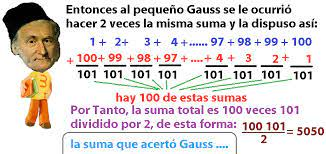 Entonces al pequeño Gauss se le ocurrió
hacer 2 veces la misma suma y la dispuso así:
1+ 2+ 3+ 4+......97+98+99+100
+100+99+98+97+....+4+3 2+ 1
101 101 101 101 101 101 101 101
hay 100 de estas sumas
Por Tanto, la suma total es 100 veces 101
dividido por 2, de esta forma: 100 101 / 2 = 5050
la suma que acertó Gauss ....